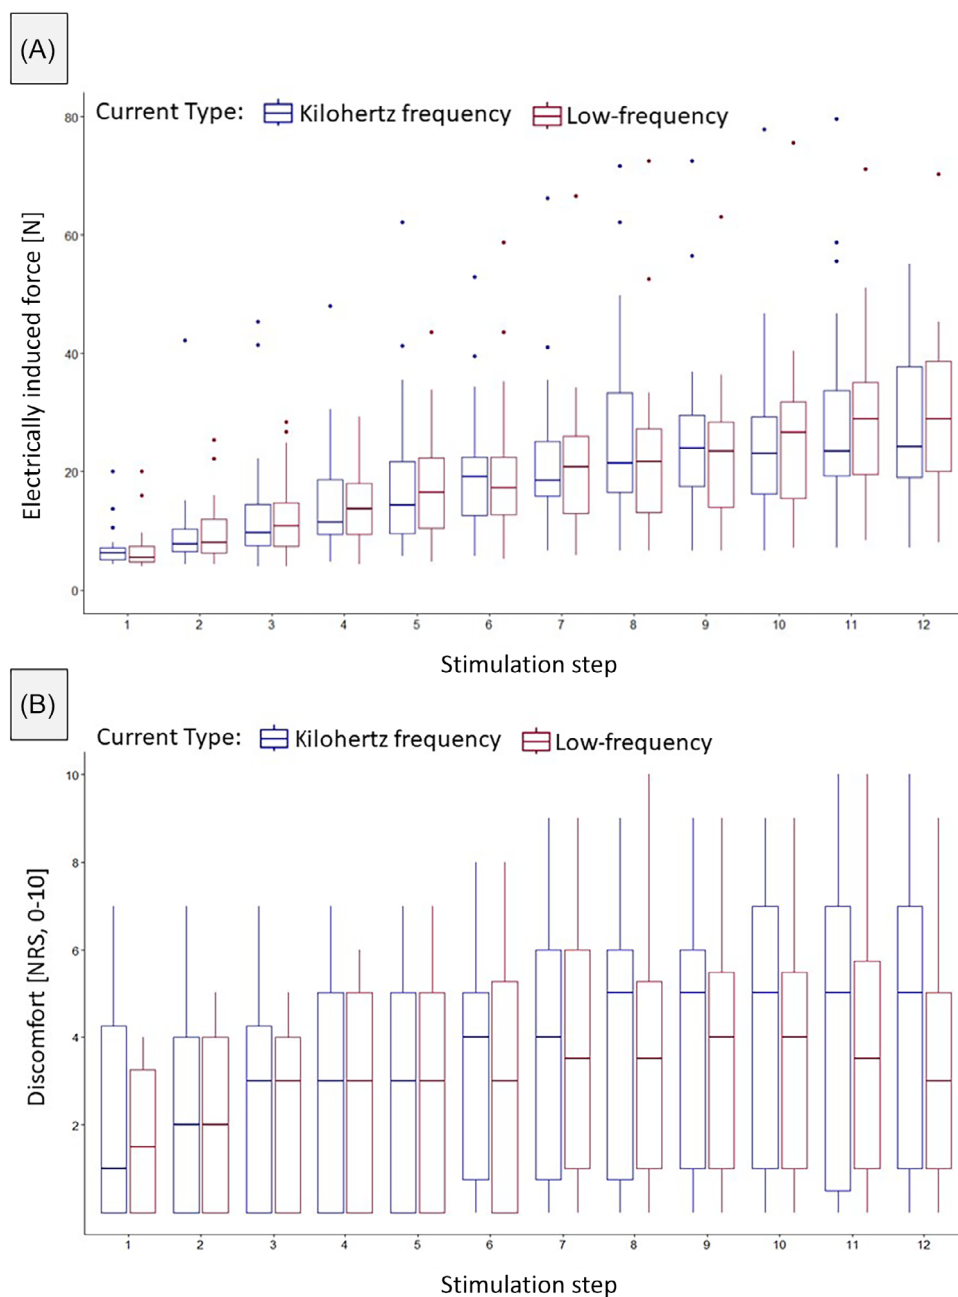 (A)
Current Type: Kilohertz frequency Low-frequency
Electrically induced force [N]
80
60
40
20
0
1 2 3 4 5 6 7 8 9 10 11 12
Stimulation step
(B)
Current Type: Kilohertz frequency Low-frequency
Discomfort [NRS, 0-10]
10
8
6
4
2
1 2 3 4 5 6 7 8 9 10 11 12
Stimulation step